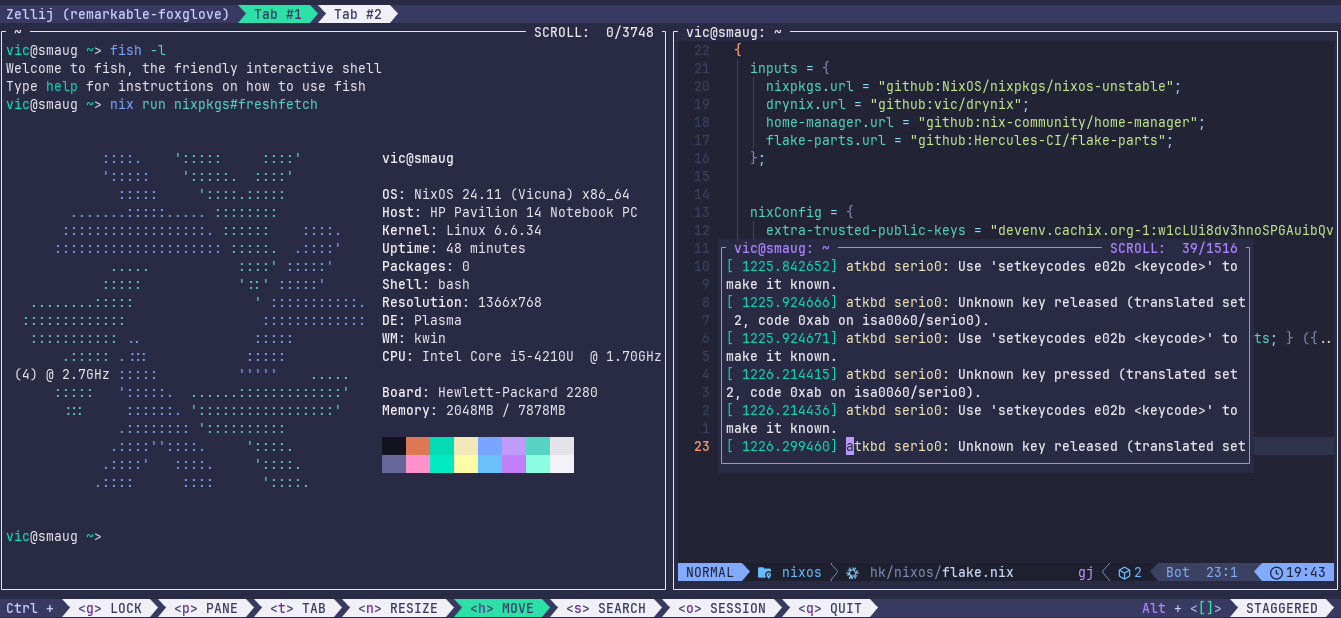 Zellij (remarkable-foxglove) Tab #1 Tab #2
~ SCROLL: 0/3748
vic@smaug ~> fish -l
Welcome to fish, the friendly interactive shell
Type help for instructions on how to use fish
vic@smaug ~> nix run nixpkgs#freshfetch
vic@smaug
OS: NixOS 24.11 (Vicuna) x86_64
Host: HP Pavilion 14 Notebook PC
Kernel: Linux 6.6.34
Uptime: 48 minutes
Packages: 0
Shell: bash
Resolution: 1366x768
DE: Plasma
WM: kwin
CPU: Intel Core i5-4210U  @ 1.70GHz
(4) @ 2.7GHz
Board: Hewlett-Packard 2280
Memory: 2048MB / 7878MB
vic@smaug ~>
vic@smaug: ~
22 {
21 inputs = {
20 nixpkgs.url = "github:NixOS/nixpkgs/nixos-unstable";
19 drynix.url = "github:vic/drynix";
18 home-manager.url = "github:nix-community/home-manager";
17 flake-parts.url = "github:Hercules-CI/flake-parts";
16 };
15
14
13 nixConfig = {
12 extra-trusted-public-keys = "devenv.cachix.org-1:w1cLUi8dv3hnoSPGAuibQv
11
10
9
8
7
6 ts; } ({..
5
4
3
2
1
23
vic@smaug: ~ SCROLL: 39/1516
[ 1225.842652] atkbd serio0: Use 'setkeycodes e02b <keycode>' to
make it known.
[ 1225.924666] atkbd serio0: Unknown key released (translated set
2, code 0xab on isa0060/serio0).
[ 1225.924671] atkbd serio0: Use 'setkeycodes e02b <keycode>' to
make it known.
[ 1226.214415] atkbd serio0: Unknown key pressed (translated set
2, code 0xab on isa0060/serio0).
[ 1226.214436] atkbd serio0: Use 'setkeycodes e02b <keycode>' to
make it known.
[ 1226.299460] atkbd serio0: Unknown key released (translated set
NORMAL nixos hk/nixos/flake.nix gj 2 Bot 23:1 19:43
Ctrl + <g> LOCK <p> PANE <t> TAB <n> RESIZE <h> MOVE <s> SEARCH <o> SESSION <q> QUIT Alt + <[]> STAGGERED